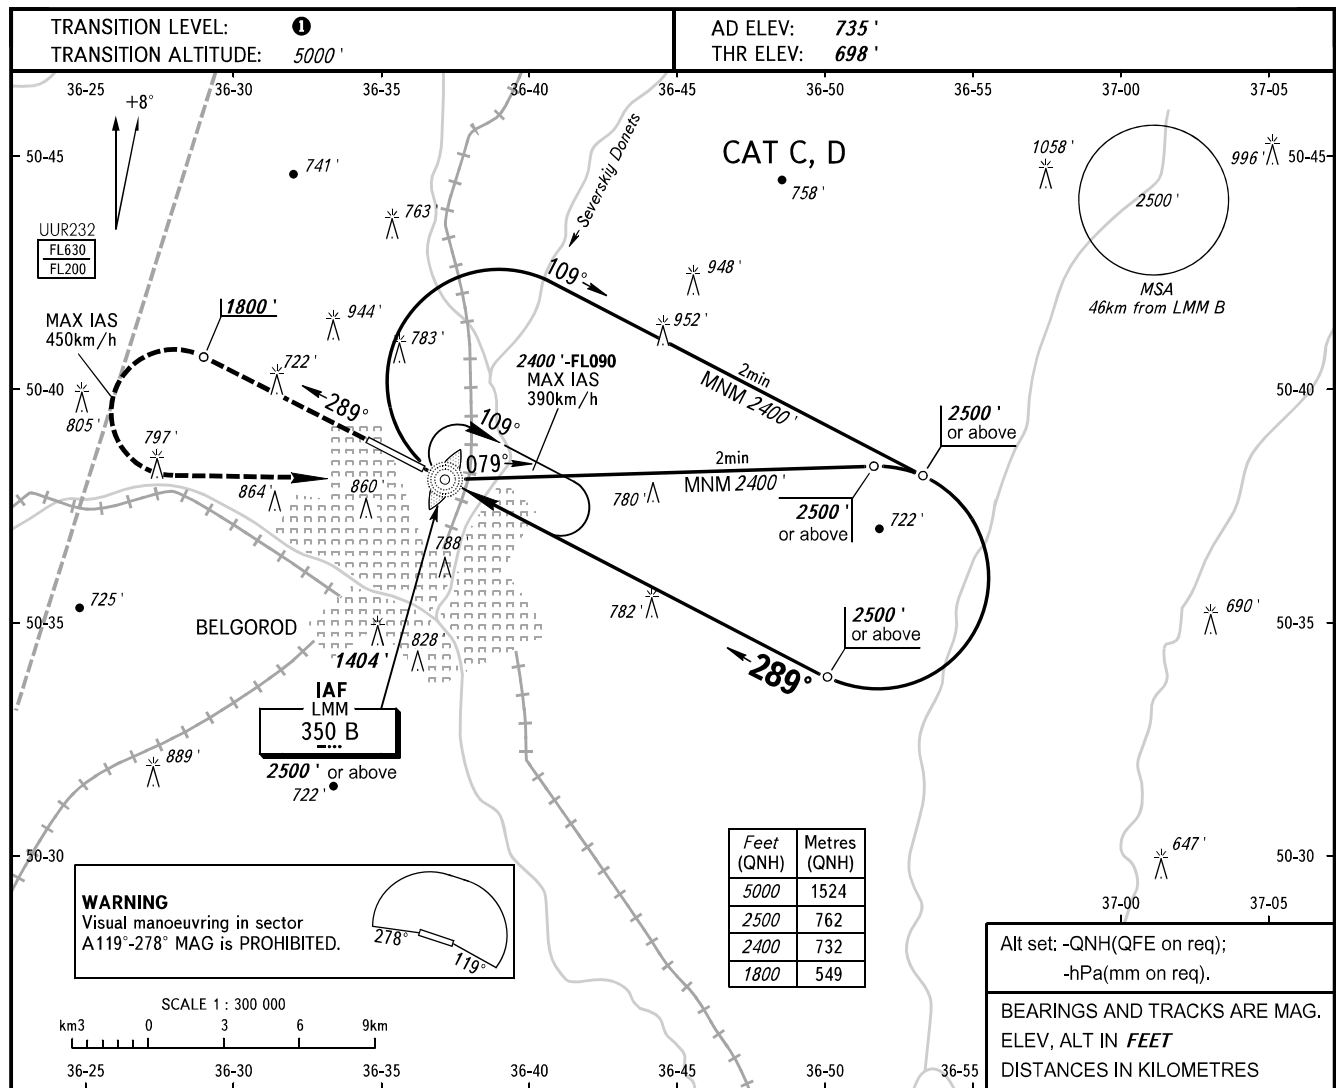 TRANSITION LEVEL: ❶
TRANSITION ALTITUDE: 5000 '
AD ELEV: 735 '
THR ELEV: 698 '
36-25 36-30 36-35 36-40 36-45 36-50 36-55 37-00 37-05
+8°
50-45
741 '
763 '
Severskiy Donets
CAT C, D
758 '
1058 '
996 '
50-45
2500 '
MSA
46km from LMM B
UUR232
FL630
FL200
109°
948 '
952 '
1800 '
944 '
783 '
MAX IAS
450km/h
722 '
289°
2400 '-FL090
MAX IAS
390km/h
2min
MNM 2400 '
50-40
50-40
805 '
797 '
109°
079°
2min
MNM 2400 '
2500 '
or above
864 '
860 '
780 '
2500 '
or above
722 '
788 '
725 '
782 '
690 '
50-35
50-35
BELGOROD
1404 '
828 '
289°
2500 '
or above
IAF
LMM
350 B
2500 ' or above
722 '
889 '
647 '
50-30
50-30
Feet
(QNH)
Metres
(QNH)
5000 1524
2500 762
2400 732
1800 549
37-00 37-05
WARNING
Visual manoeuvring in sector
A119°-278° MAG is PROHIBITED.
278°
119°
Alt set: -QNH(QFE on req);
-hPa(mm on req).
BEARINGS AND TRACKS ARE MAG.
ELEV, ALT IN FEET
DISTANCES IN KILOMETRES
SCALE 1 : 300 000
km3 0 3 6 9km
36-25 36-30 36-35 36-40 36-45 36-50 36-55